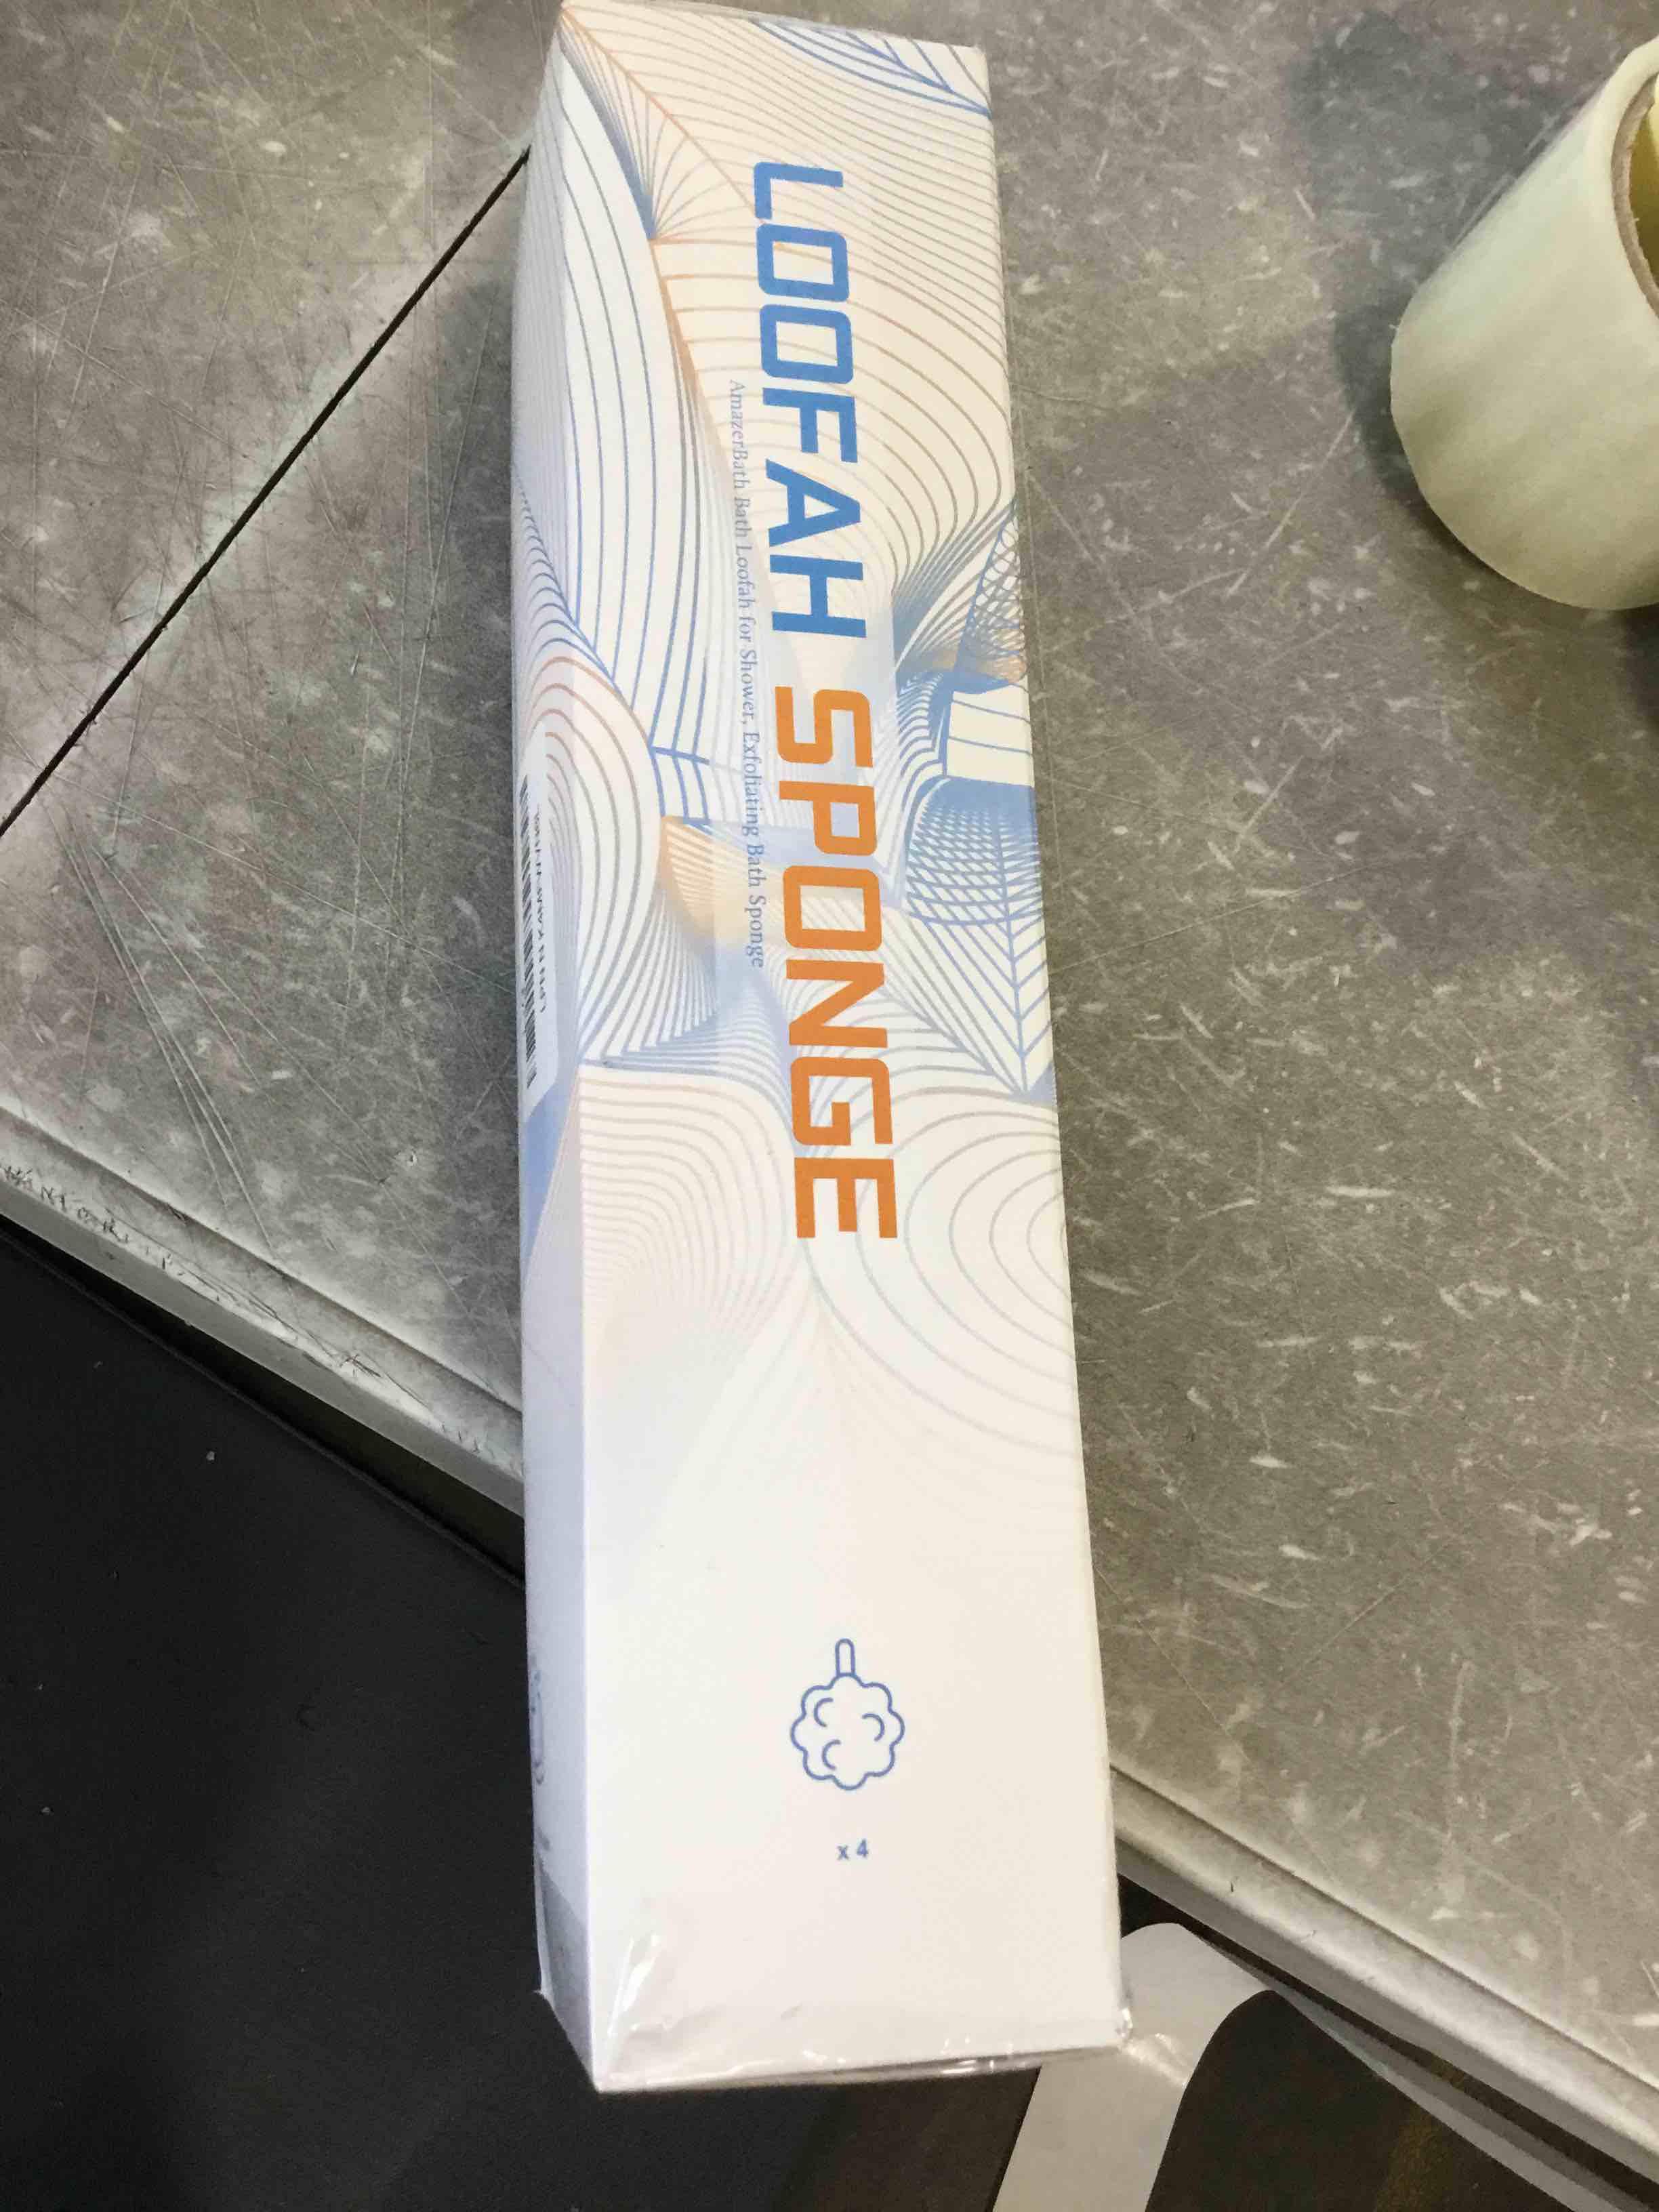 LOOFAH SPONGE
AmazerBath Bath Loofah for Shower, Exfoliating Bath Sponge
x 4